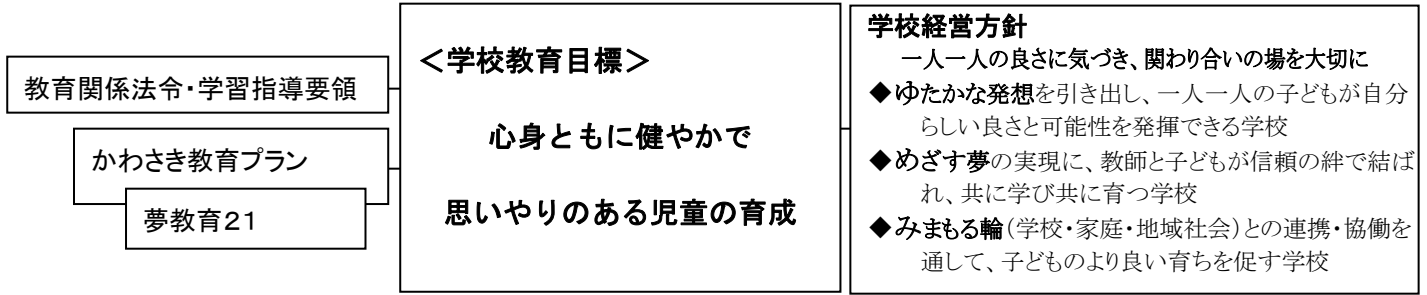 教育関係法令・学習指導要領
かわさき教育プラン
夢教育21
＜学校教育目標＞
心身ともに健やかで
思いやりのある児童の育成
学校経営方針
一人一人の良さに気づき、関わり合いの場を大切に
◆ゆたかな発想を引き出し、一人一人の子どもが自分
らしい良さと可能性を発揮できる学校
◆めざす夢の実現に、教師と子どもが信頼の絆で結ば
れ、共に学び共に育つ学校
◆みまもる輪(学校・家庭・地域社会)との連携・協働を
通して、子どものより良い育ちを促す学校